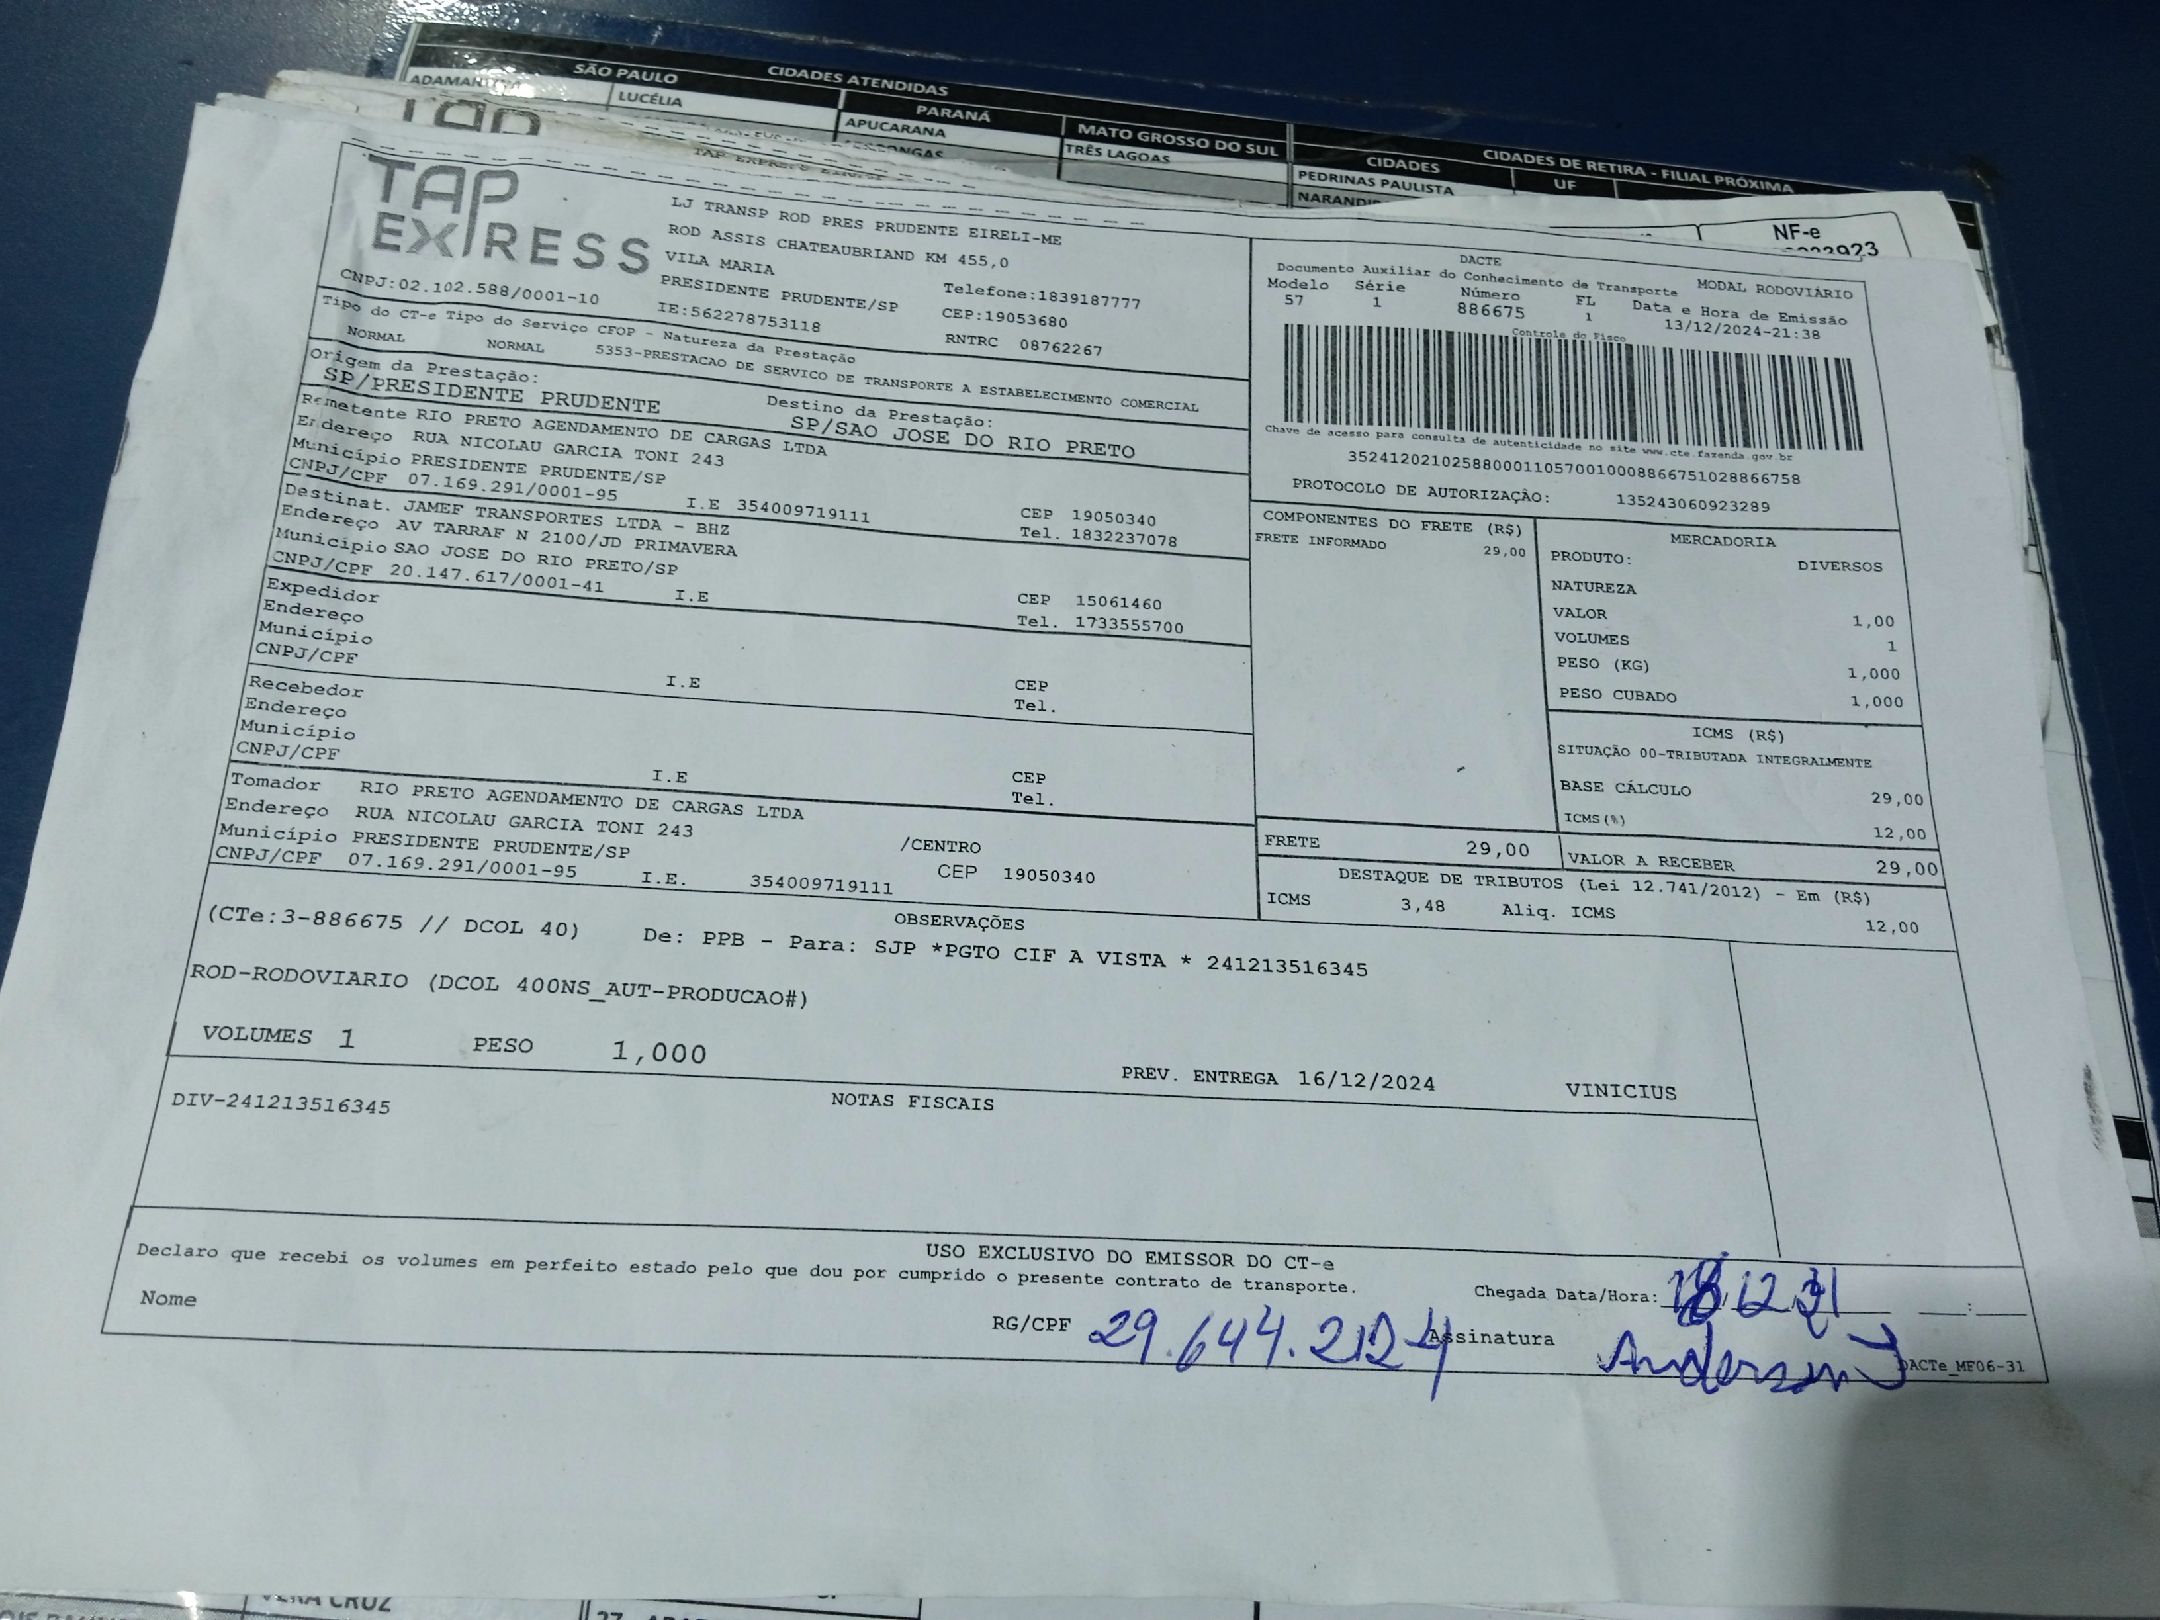 SÃO PAULO CIDADES ATENDIDAS
LUCÉLIA
PARANÁ
APUCARANA
MATO GROSSO DO SUL
TRÊS LAGOAS
CIDADES DE RETIRA - FILIAL PRÓXIMA
CIDADES UF
PEDRINAS PAULISTA
NF-e
TAP EXPRESS
LJ TRANSP ROD PRES PRUDENTE EIRELI-ME
ROD ASSIS CHATEAUBRIAND KM 455,0
VILA MARIA
PRESIDENTE PRUDENTE/SP Telefone:1839187777
CNPJ:02.102.588/0001-10 IE:562278753118 CEP:19053680
RNTRC 08762267
DACTE
Documento Auxiliar do Conhecimento de Transporte MODAL RODOVIÁRIO
Modelo Série Número FL Data e Hora de Emissão
57 1 886675 1 13/12/2024-21:38
Controle do Fisco
Chave de acesso para consulta de autenticidade no site www.cte.fazenda.gov.br
35241202102588000110570010008866751028866758
PROTOCOLO DE AUTORIZAÇÃO: 135243060923289
Tipo do CT-e Tipo do Serviço CFOP - Natureza da Prestação
NORMAL NORMAL 5353-PRESTACAO DE SERVICO DE TRANSPORTE A ESTABELECIMENTO COMERCIAL
Origem da Prestação: Destino da Prestação:
SP/PRESIDENTE PRUDENTE SP/SAO JOSE DO RIO PRETO
Remetente RIO PRETO AGENDAMENTO DE CARGAS LTDA
Endereço RUA NICOLAU GARCIA TONI 243
Município PRESIDENTE PRUDENTE/SP CEP 19050340
CNPJ/CPF 07.169.291/0001-95 I.E 354009719111 Tel. 1832237078
Destinat. JAMEF TRANSPORTES LTDA - BHZ
Endereço AV TARRAF N 2100/JD PRIMAVERA
Município SAO JOSE DO RIO PRETO/SP CEP 15061460
CNPJ/CPF 20.147.617/0001-41 I.E Tel. 1733555700
Expedidor
Endereço
Município CEP
CNPJ/CPF I.E Tel.
Recebedor
Endereço
Município CEP
CNPJ/CPF I.E Tel.
Tomador RIO PRETO AGENDAMENTO DE CARGAS LTDA
Endereço RUA NICOLAU GARCIA TONI 243 /CENTRO
Município PRESIDENTE PRUDENTE/SP CEP 19050340
CNPJ/CPF 07.169.291/0001-95 I.E. 354009719111
COMPONENTES DO FRETE (R$)
FRETE INFORMADO 29,00
MERCADORIA
PRODUTO: DIVERSOS
NATUREZA
VALOR 1,00
VOLUMES 1
PESO (KG) 1,000
PESO CUBADO 1,000
ICMS (R$)
SITUAÇÃO 00-TRIBUTADA INTEGRALMENTE
BASE CÁLCULO 29,00
ICMS(%) 12,00
FRETE 29,00 VALOR A RECEBER 29,00
DESTAQUE DE TRIBUTOS (Lei 12.741/2012) - Em (R$)
ICMS 3,48 Aliq. ICMS 12,00
OBSERVAÇÕES
(CTe:3-886675 // DCOL 40) De: PPB - Para: SJP *PGTO CIF A VISTA * 241213516345
ROD-RODOVIARIO (DCOL 400NS_AUT-PRODUCAO#)
VOLUMES 1 PESO 1,000 PREV. ENTREGA 16/12/2024 VINICIUS
NOTAS FISCAIS
DIV-241213516345
USO EXCLUSIVO DO EMISSOR DO CT-e
Declaro que recebi os volumes em perfeito estado pelo que dou por cumprido o presente contrato de transporte.
Chegada Data/Hora: :
Nome RG/CPF 29.644.212 4 Assinatura Anderson
DACTe_MF06-31
VERA CRUZ